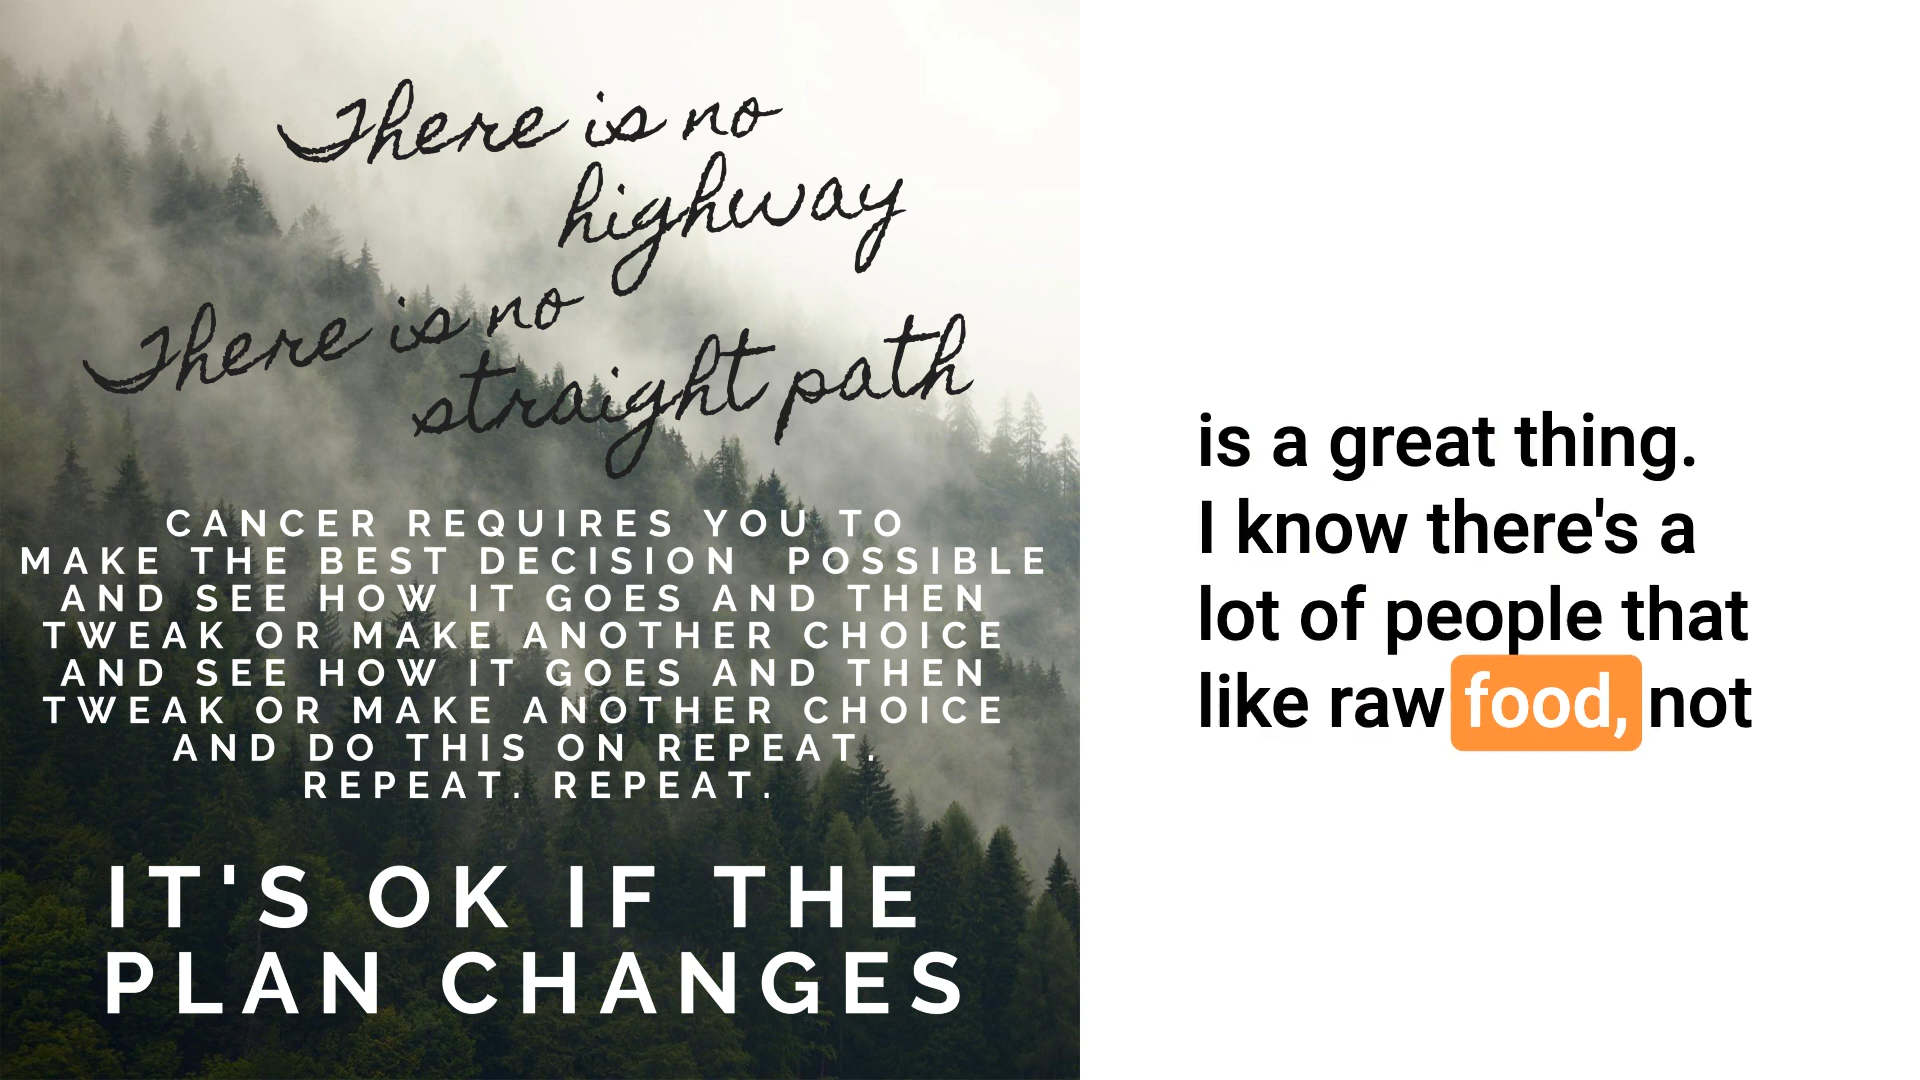 There is no
highway
There is no
straight path
CANCER REQUIRES YOU TO
MAKE THE BEST DECISION POSSIBLE
AND SEE HOW IT GOES AND THEN
TWEAK OR MAKE ANOTHER CHOICE
AND SEE HOW IT GOES AND THEN
TWEAK OR MAKE ANOTHER CHOICE
AND DO THIS ON REPEAT.
REPEAT. REPEAT.
IT'S OK IF THE
PLAN CHANGES
is a great thing.
I know there's a
lot of people that
like raw food, not